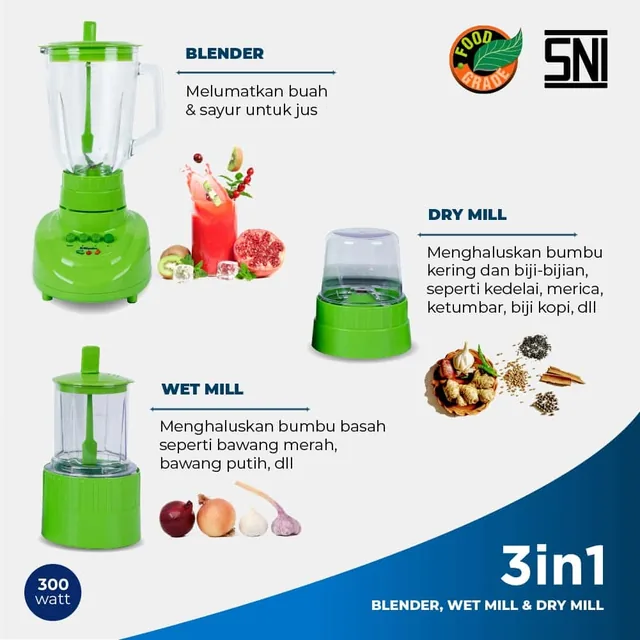 BLENDER
Melumatkan buah
& sayur untuk jus
FOOD
GRADE
SNI
DRY MILL
Menghaluskan bumbu
kering dan biji-bijian,
seperti kedelai, merica,
ketumbar, biji kopi, dll
WET MILL
Menghaluskan bumbu basah
seperti bawang merah,
bawang putih, dll
300
watt
3in1
BLENDER, WET MILL & DRY MILL